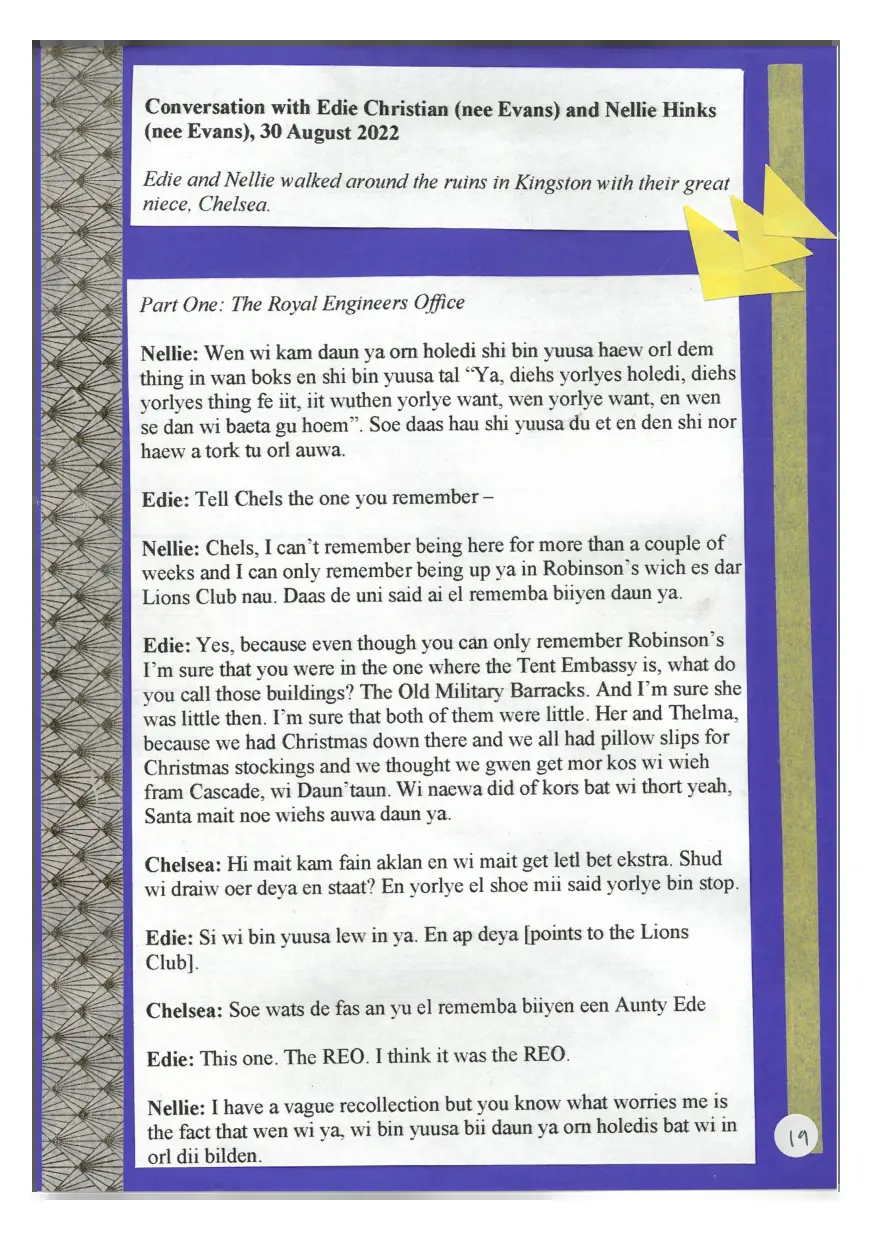 Conversation with Edie Christian (nee Evans) and Nellie Hinks
(nee Evans), 30 August 2022
Edie and Nellie walked around the ruins in Kingston with their great
niece, Chelsea.
Part One: The Royal Engineers Office
Nellie: Wen wi kam daun ya orn holedi shi bin yuusa haew orl dem
thing in wan boks en shi bin yuusa tal “Ya, diehs yorlyes holedi, diehs
yorlyes thing fe iit, iit wuthen yorlye want, wen yorlye want, en wen
se dan wi baeta gu hoem”. Soe daas hau shi yuusa du et en den shi nor
haew a tork tu orl auwa.
Edie: Tell Chels the one you remember –
Nellie: Chels, I can’t remember being here for more than a couple of
weeks and I can only remember being up ya in Robinson’s wich es dar
Lions Club nau. Daas de uni said ai el rememba biiyen daun ya.
Edie: Yes, because even though you can only remember Robinson’s
I’m sure that you were in the one where the Tent Embassy is, what do
you call those buildings? The Old Military Barracks. And I’m sure she
was little then. I’m sure that both of them were little. Her and Thelma,
because we had Christmas down there and we all had pillow slips for
Christmas stockings and we thought we gwen get mor kos wi wieh
fram Cascade, wi Daun’taun. Wi naewa did of kors bat wi thort yeah,
Santa mait noe wiehs auwa daun ya.
Chelsea: Hi mait kam fain aklan en wi mait get letl bet ekstra. Shud
wi draiw oer deya en staat? En yorlye el shoe mii said yorlye bin stop.
Edie: Si wi bin yuusa lew in ya. En ap deya [points to the Lions
Club].
Chelsea: Soe wats de fas an yu el rememba biiyen een Aunty Ede
Edie: This one. The REO. I think it was the REO.
Nellie: I have a vague recollection but you know what worries me is
the fact that wen wi ya, wi bin yuusa bii daun ya orn holedis bat wi in
orl dii bilden.
19